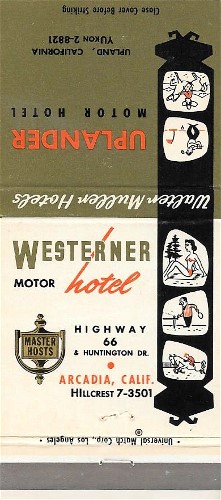 Close Cover Before Striking
UPLAND, CALIFORNIA
YUkon 2-8821
UPLANDER
MOTOR HOTEL
Walter Mullen Hotels
WESTERNER
MOTOR hotel
MASTER
HOSTS
HIGHWAY
66
& HUNTINGTON DR.
ARCADIA, CALIF.
HILLCREST 7-3501
• Universal Match Corp., Los Angeles •